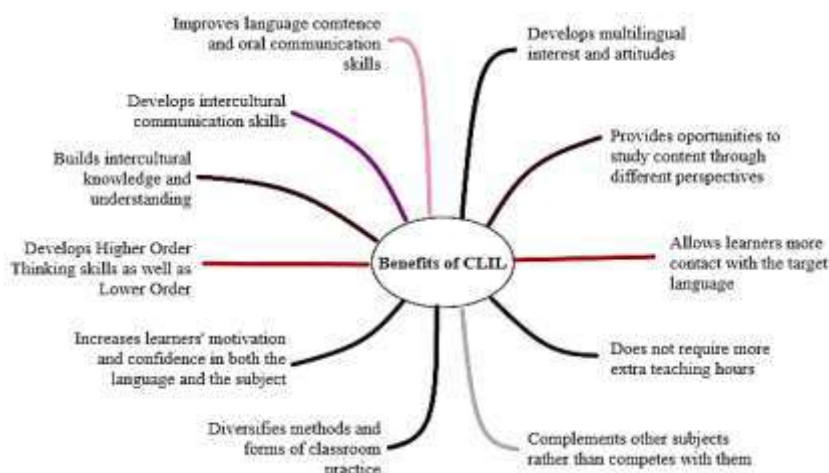 Improves language comtence
and oral communication
skills
Develops multilingual
interest and attitudes
Develops intercultural
communication skills
Provides oportunities to
study content through
different perspectives
Builds intercultural
knowledge and
understanding
Benefits of CLIL
Develops Higher Order
Thinking skills as well as
Lower Order
Allows learners more
contact with the target
language
Increases learners' motivation
and confidence in both the
language and the subject
Does not require more
extra teaching hours
Diversifies methods and
forms of classroom
practice
Complements other subjects
rather than competes with them